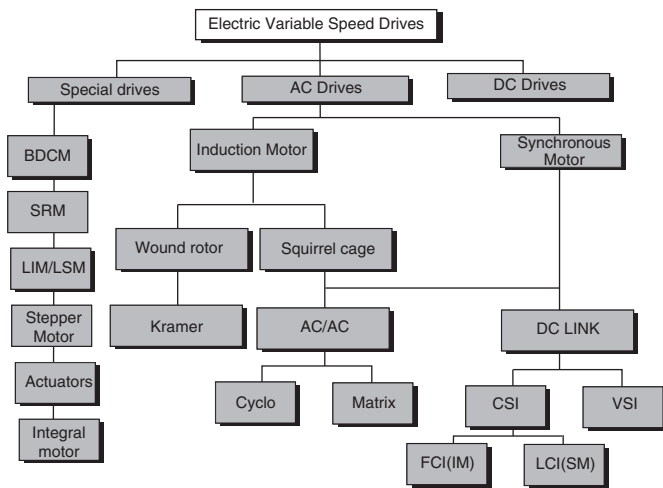 Electric Variable Speed Drives
Special drives
AC Drives
DC Drives
BDCM
Induction Motor
Synchronous
Motor
SRM
Wound rotor
Squirrel cage
LIM/LSM
Stepper
Motor
Kramer
AC/AC
DC LINK
Actuators
Cyclo
Matrix
CSI
VSI
Integral
motor
FCI(IM)
LCI(SM)